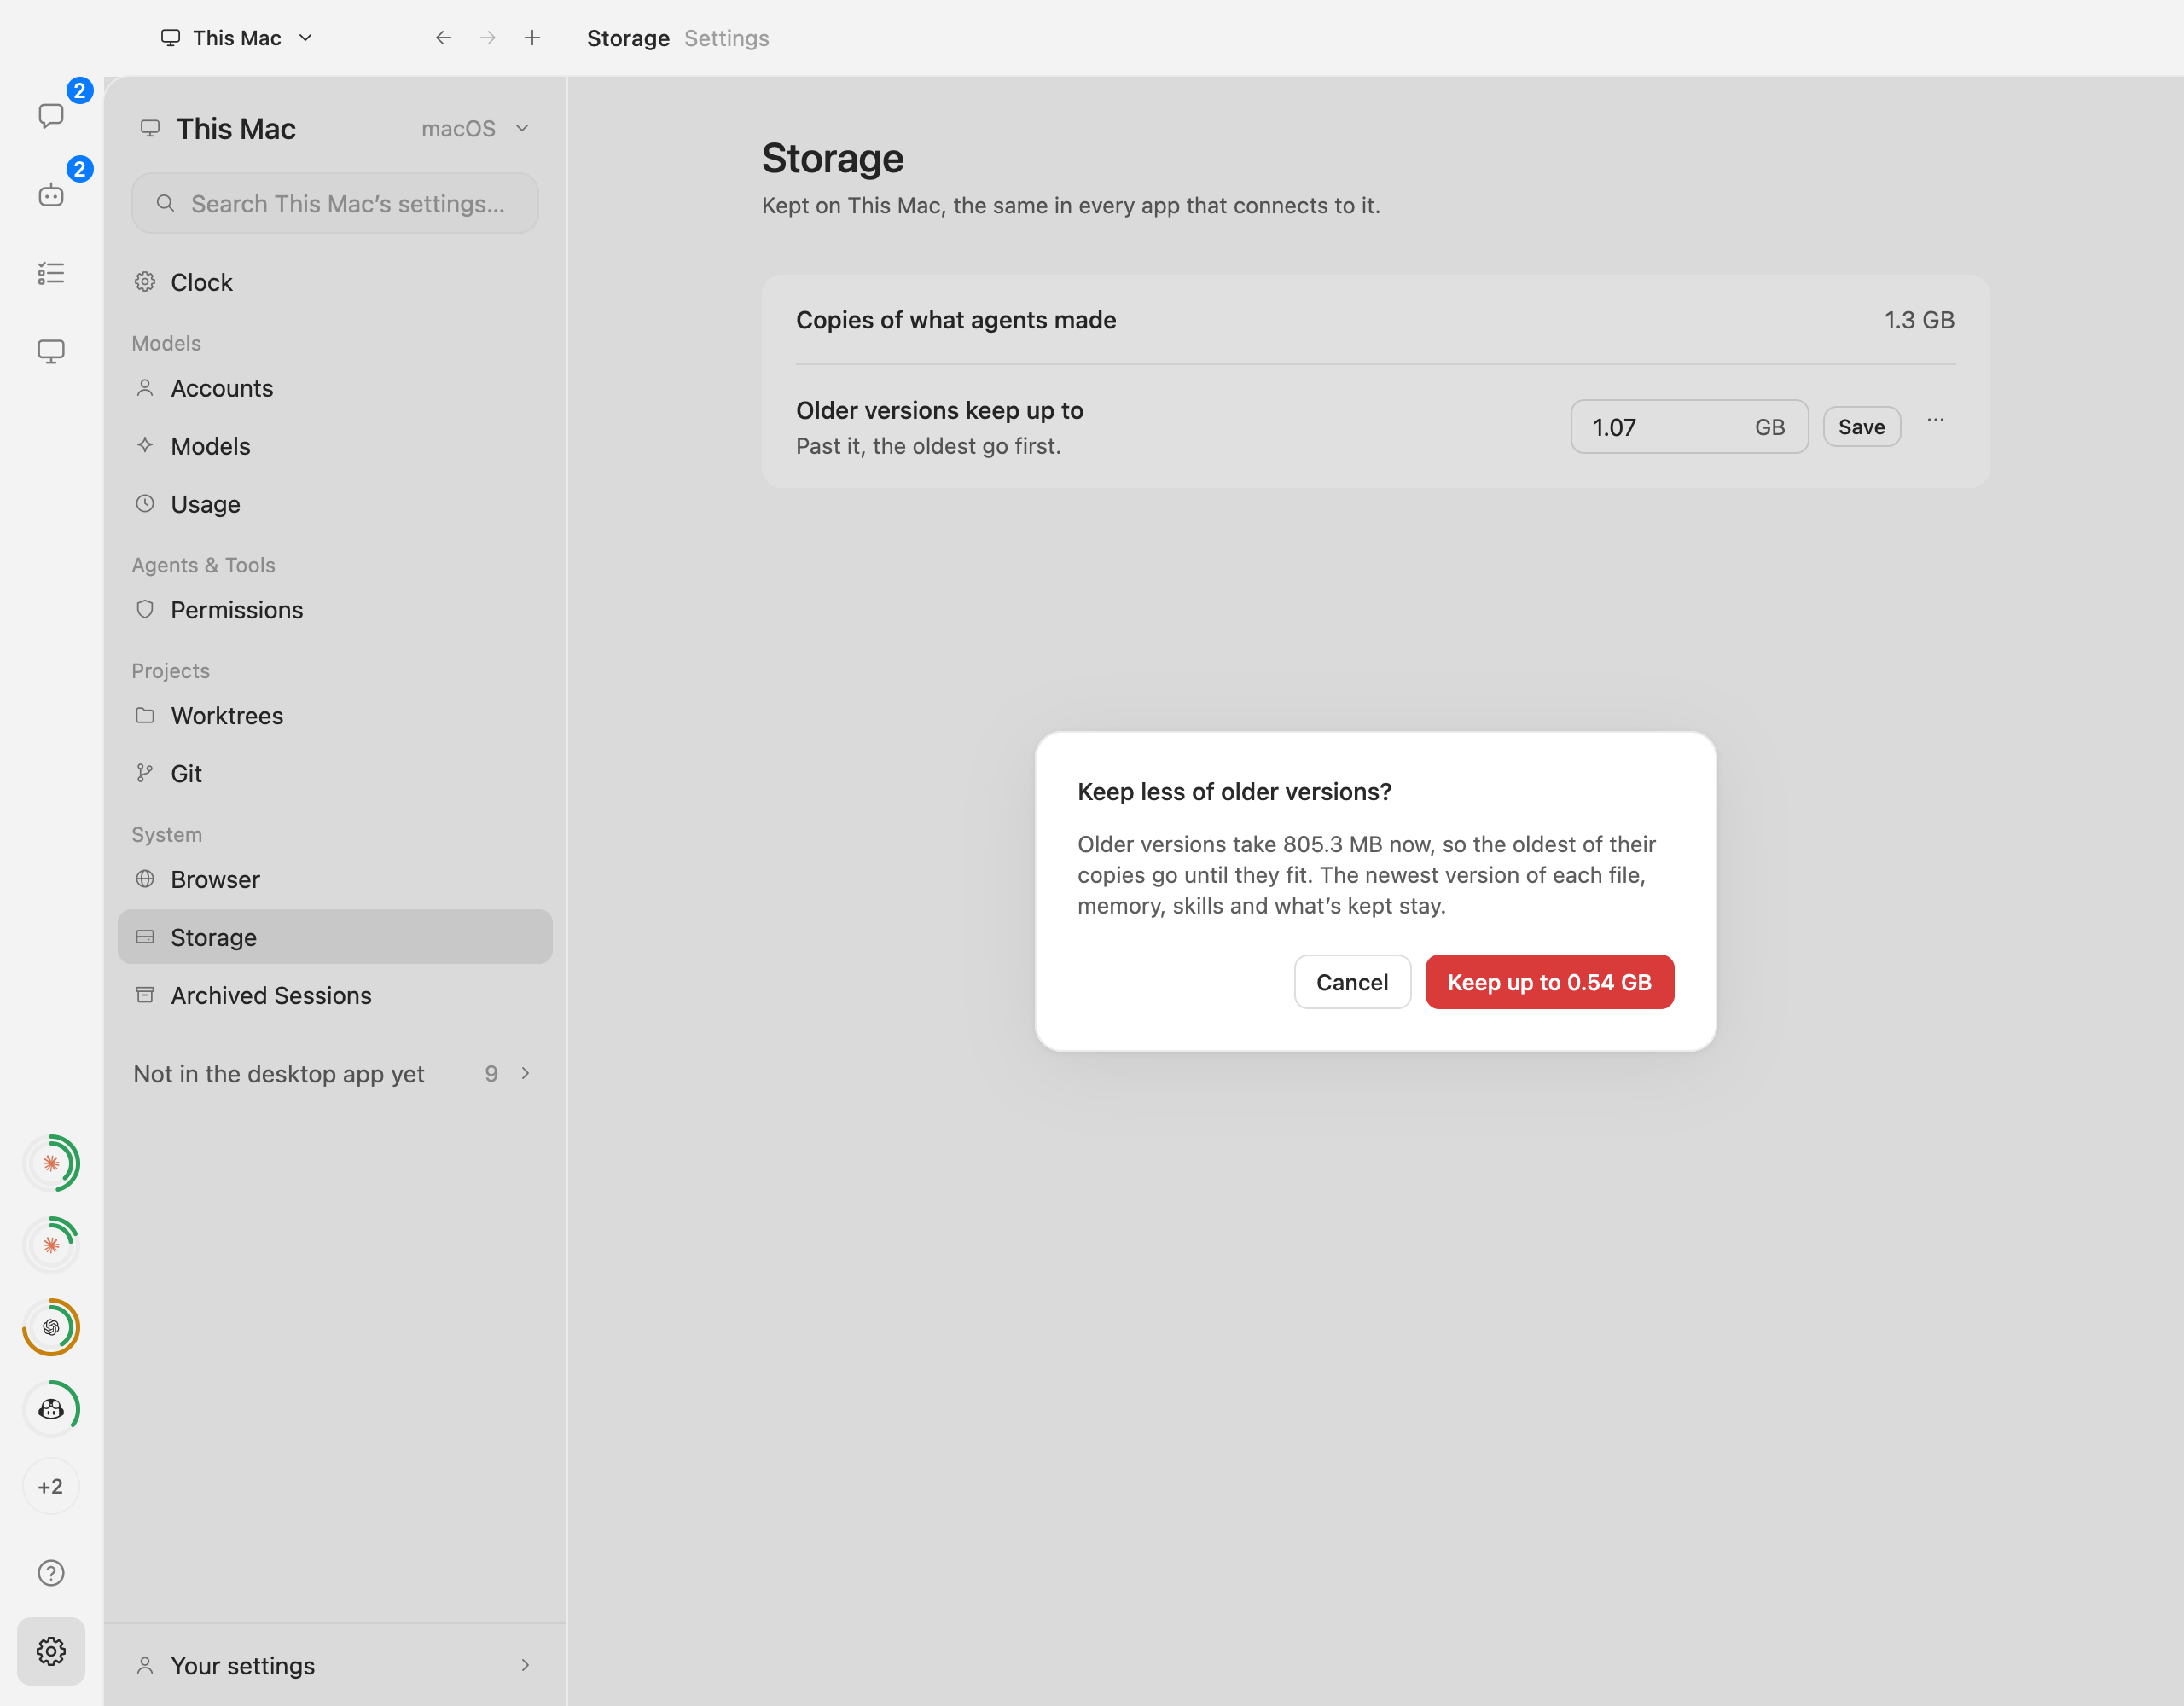 This Mac
Storage Settings
2
2
This Mac
macOS
Search This Mac’s settings...
Clock
Models
Accounts
Models
Usage
Agents & Tools
Permissions
Projects
Worktrees
Git
System
Browser
Storage
Archived Sessions
Not in the desktop app yet 9
+2
Your settings
Storage
Kept on This Mac, the same in every app that connects to it.
Copies of what agents made 1.3 GB
Older versions keep up to
Past it, the oldest go first.
1.07 GB Save ...
Keep less of older versions?
Older versions take 805.3 MB now, so the oldest of their
copies go until they fit. The newest version of each file,
memory, skills and what’s kept stay.
Cancel Keep up to 0.54 GB